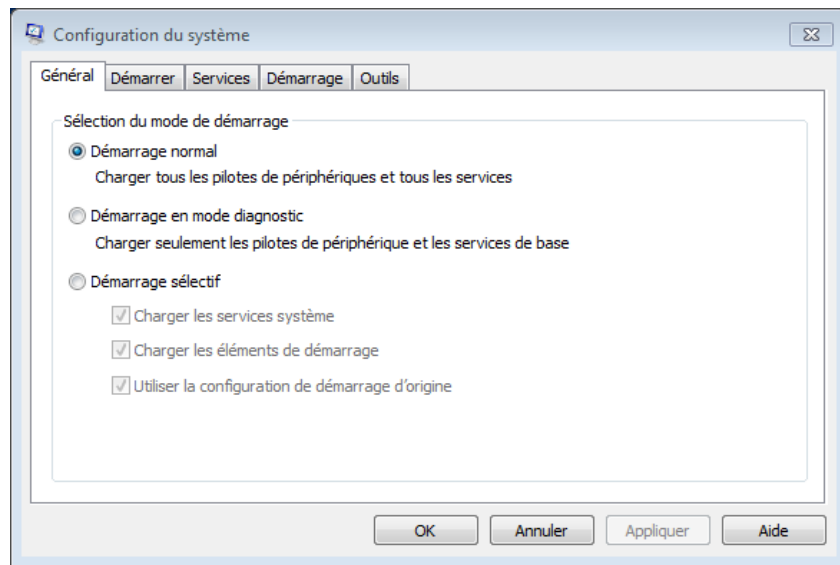 Configuration du système
Général Démarrer Services Démarrage Outils
Sélection du mode de démarrage
Démarrage normal
Charger tous les pilotes de périphériques et tous les services
Démarrage en mode diagnostic
Charger seulement les pilotes de périphérique et les services de base
Démarrage sélectif
Charger les services système
Charger les éléments de démarrage
Utiliser la configuration de démarrage d'origine
OK Annuler Appliquer Aide